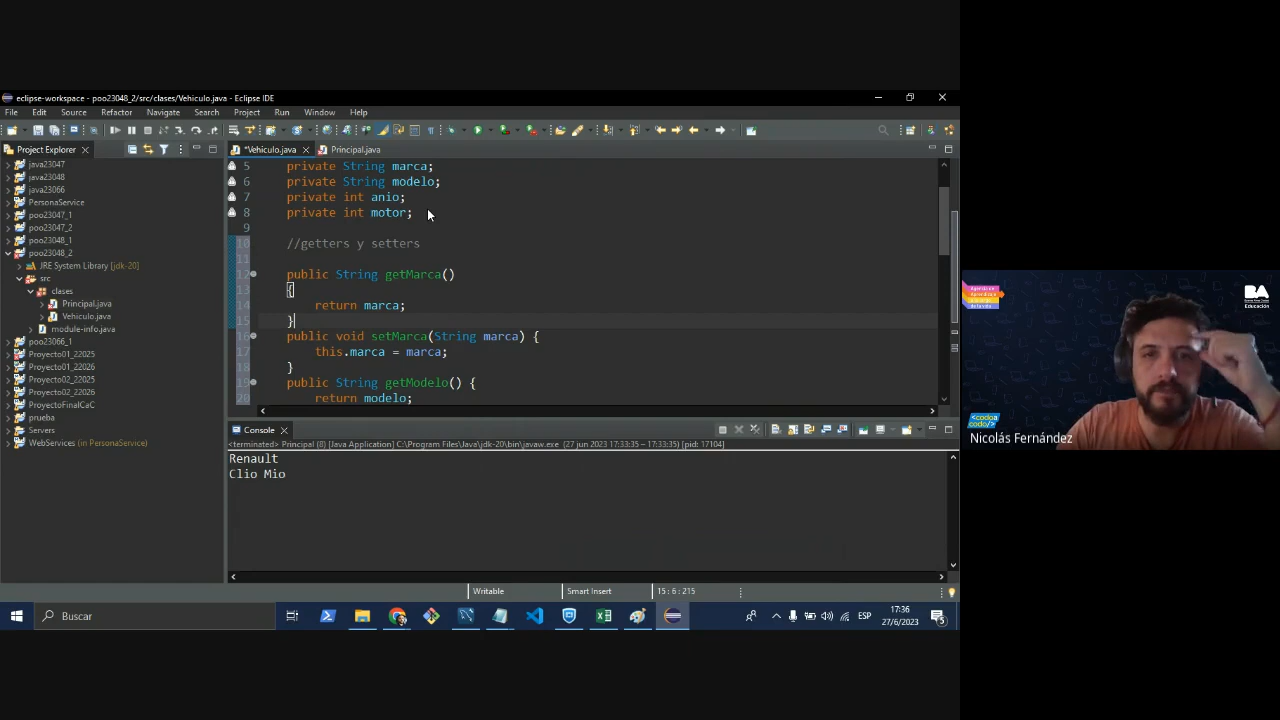 eclipse-workspace - poo23048_2/src/clases/Vehiculo.java - Eclipse IDE
File Edit Source Refactor Navigate Search Project Run Window Help
Project Explorer
*Vehiculo.java Principal.java
java23047
java23048
java23066
PersonaService
poo23047_1
poo23047_2
poo23048_1
poo23048_2
JRE System Library [jdk-20]
src
clases
Principal.java
Vehiculo.java
module-info.java
poo23066_1
Proyecto01_22025
Proyecto01_22026
Proyecto02_22025
Proyecto02_22026
ProyectoFinalCaC
prueba
Servers
WebServices (in PersonaService)
5 private String marca;
6 private String modelo;
7 private int anio;
8 private int motor;
9
10 //getters y setters
11
12 public String getMarca()
13 {
14 return marca;
15 }
16 public void setMarca(String marca) {
17 this.marca = marca;
18 }
19 public String getModelo() {
20 return modelo;
Console
<terminated> Principal (8) [Java Application] C:\Program Files\Java\jdk-20\bin\javaw.exe (27 jun 2023 17:33:35 – 17:33:35) [pid: 17104]
Renault
Clio Mio
Writable Smart Insert 15 : 6 : 215
Buscar
ESP
17:36
27/6/2023
5
BA
Educación
<codo a
codo/>
Nicolás Fernández